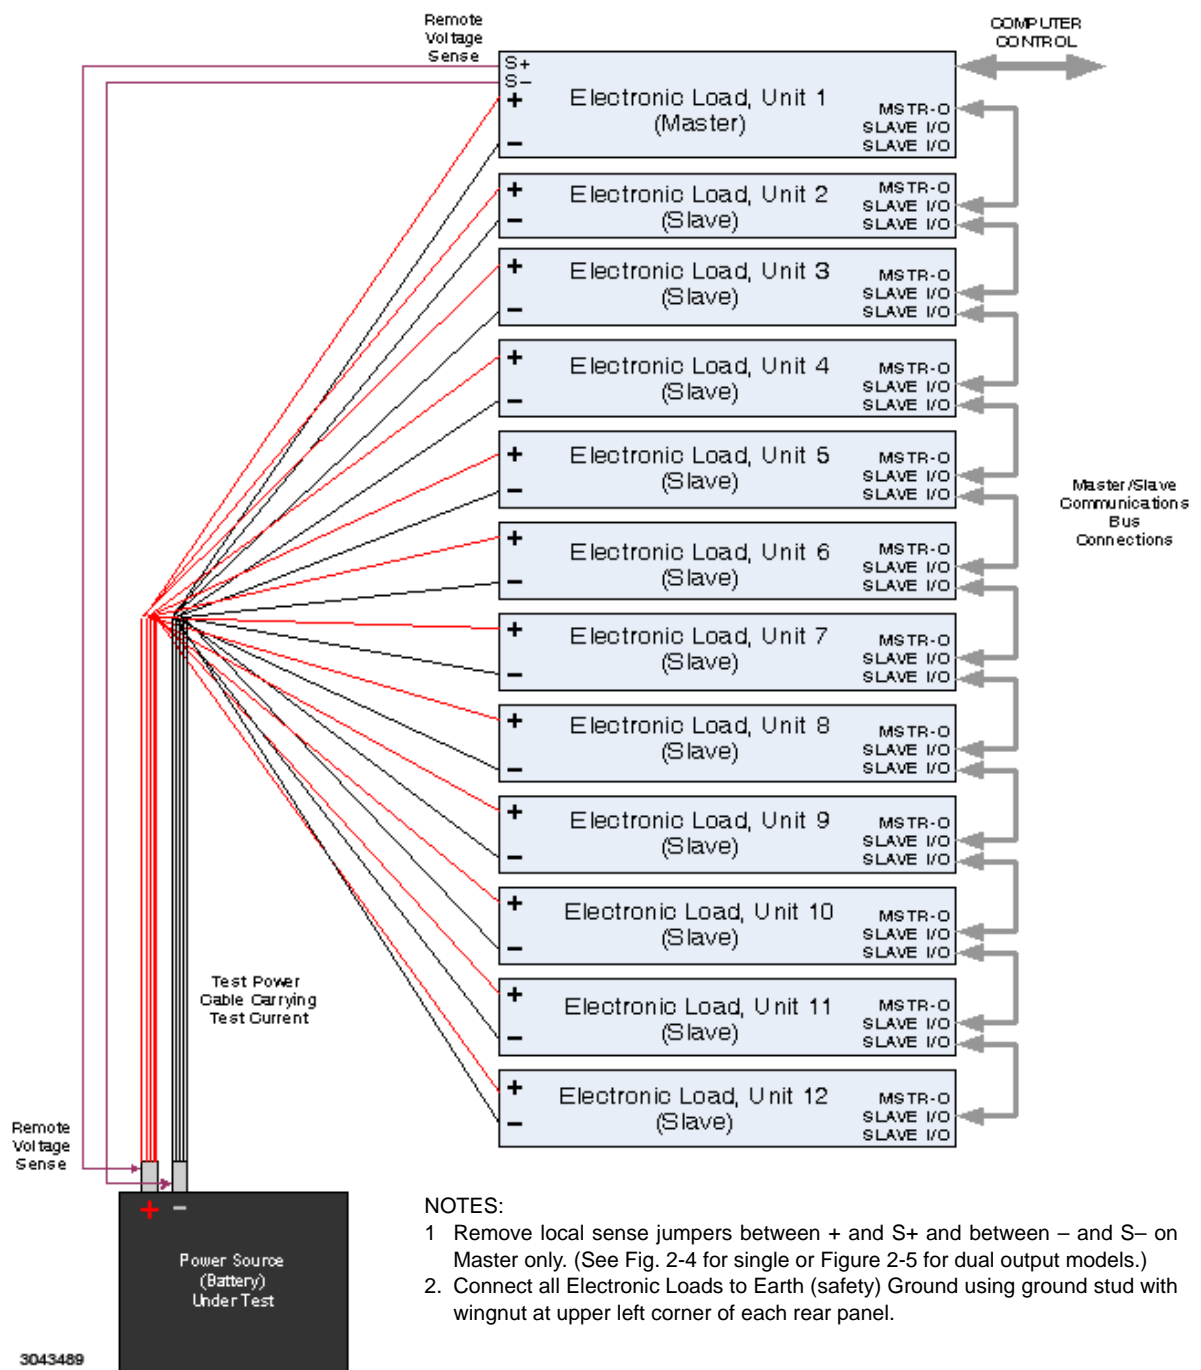 Remote
Voltage
Sense
COMPUTER
CONTROL
S+
S–
+
–
Electronic Load, Unit 1
(Master)
MSTR-O
SLAVE I/O
SLAVE I/O
+
–
Electronic Load, Unit 2
(Slave)
MSTR-O
SLAVE I/O
SLAVE I/O
+
–
Electronic Load, Unit 3
(Slave)
MSTR-O
SLAVE I/O
SLAVE I/O
+
–
Electronic Load, Unit 4
(Slave)
MSTR-O
SLAVE I/O
SLAVE I/O
+
–
Electronic Load, Unit 5
(Slave)
MSTR-O
SLAVE I/O
SLAVE I/O
Master/Slave
Communications
Bus
Connections
+
–
Electronic Load, Unit 6
(Slave)
MSTR-O
SLAVE I/O
SLAVE I/O
+
–
Electronic Load, Unit 7
(Slave)
MSTR-O
SLAVE I/O
SLAVE I/O
+
–
Electronic Load, Unit 8
(Slave)
MSTR-O
SLAVE I/O
SLAVE I/O
+
–
Electronic Load, Unit 9
(Slave)
MSTR-O
SLAVE I/O
SLAVE I/O
+
–
Electronic Load, Unit 10
(Slave)
MSTR-O
SLAVE I/O
SLAVE I/O
Test Power
Cable Carrying
Test Current
+
–
Electronic Load, Unit 11
(Slave)
MSTR-O
SLAVE I/O
SLAVE I/O
+
–
Electronic Load, Unit 12
(Slave)
MSTR-O
SLAVE I/O
SLAVE I/O
Remote
Voltage
Sense
+ –
Power Source
(Battery)
Under Test
NOTES:
1 Remove local sense jumpers between + and S+ and between – and S– on
Master only. (See Fig. 2-4 for single or Figure 2-5 for dual output models.)
2. Connect all Electronic Loads to Earth (safety) Ground using ground stud with
wingnut at upper left corner of each rear panel.
3043489